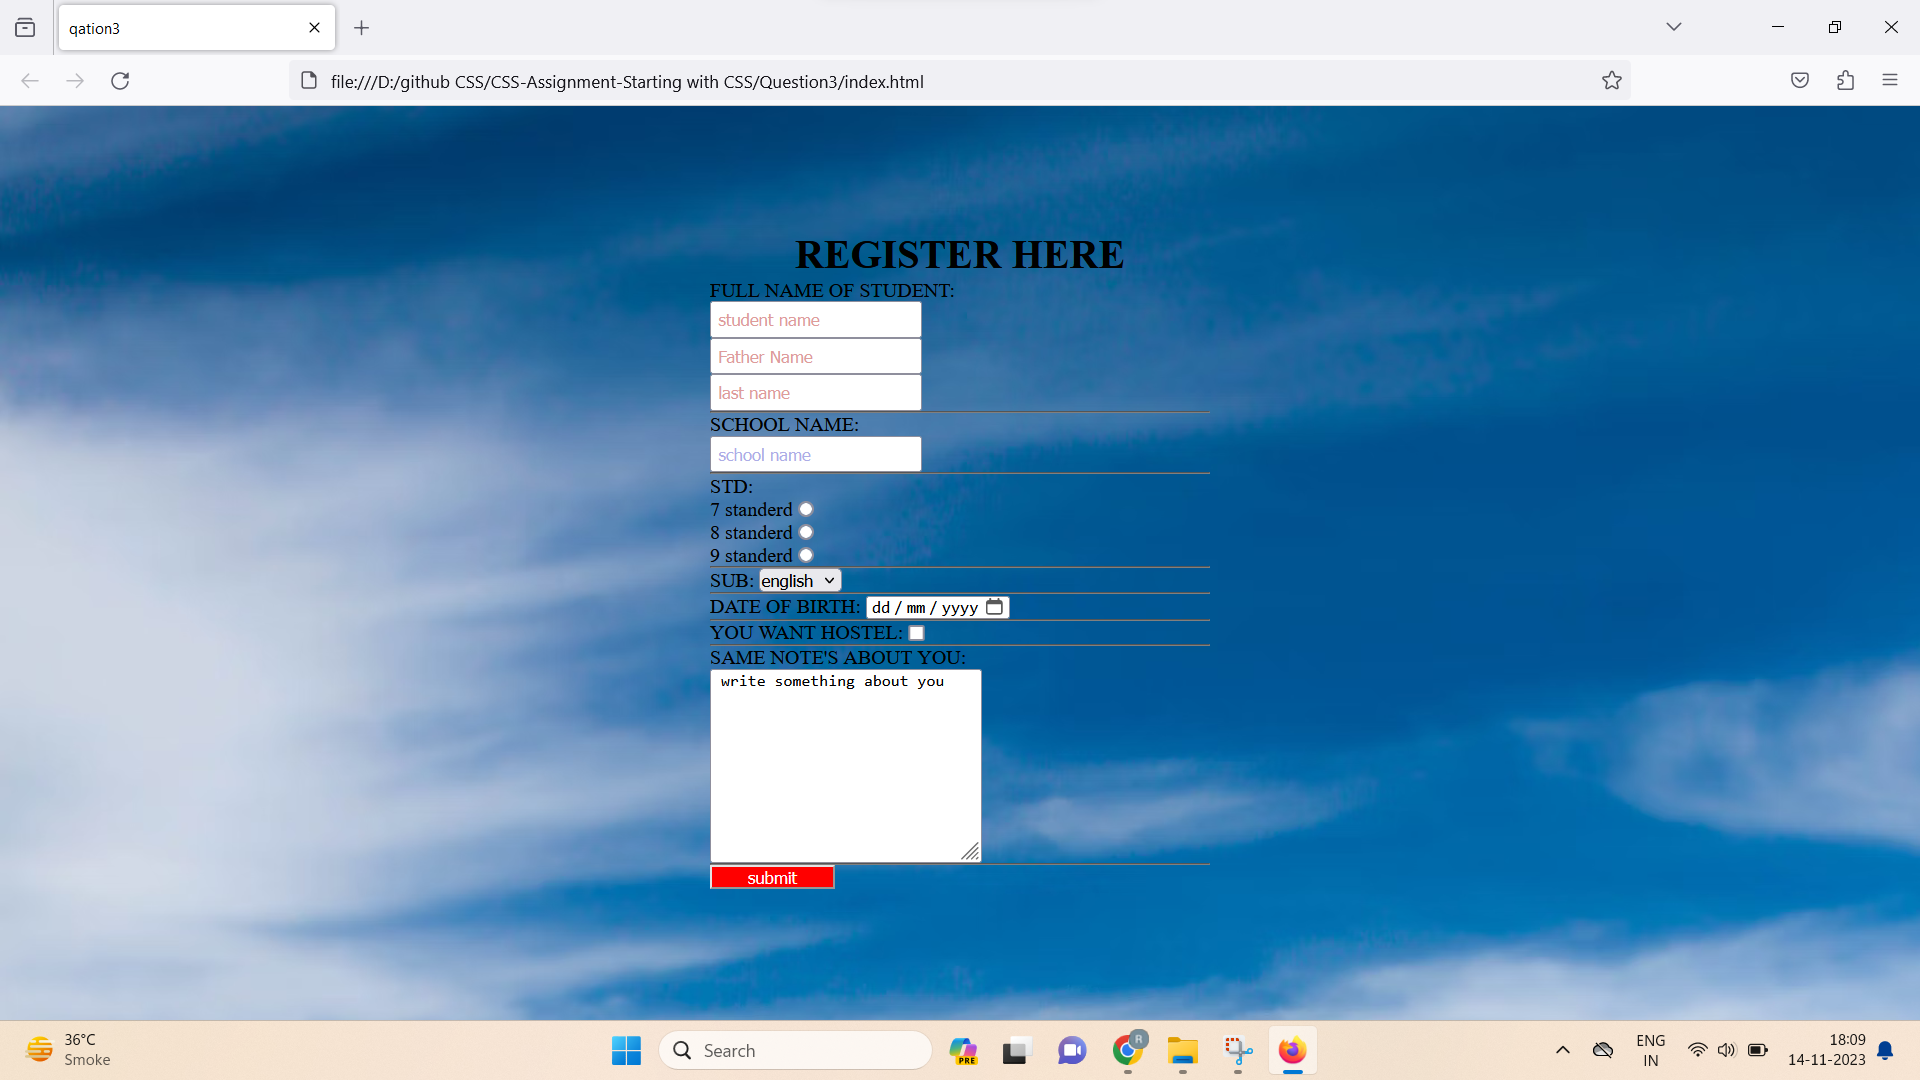 qation3
file:///D:/github CSS/CSS-Assignment-Starting with CSS/Question3/index.html
REGISTER HERE
FULL NAME OF STUDENT:
student name
Father Name
last name
SCHOOL NAME:
school name
STD:
7 standerd
8 standerd
9 standerd
SUB: english
DATE OF BIRTH: dd / mm / yyyy
YOU WANT HOSTEL:
SAME NOTE'S ABOUT YOU:
write something about you
submit
36°C
Smoke
Search
PRE
R
ENG
IN
18:09
14-11-2023